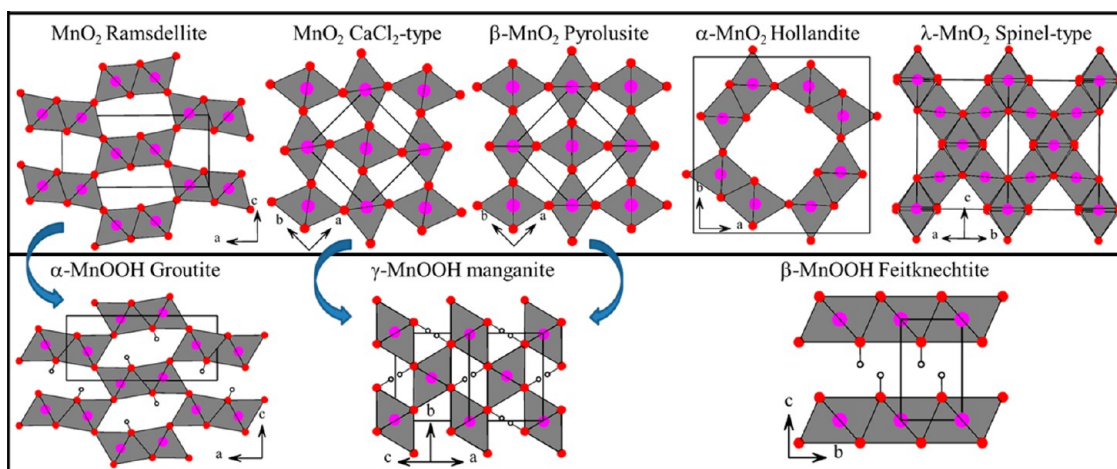 MnO₂ Ramsdellite
MnO₂ CaCl₂-type
β-MnO₂ Pyrolusite
α-MnO₂ Hollandite
λ-MnO₂ Spinel-type
c
a
b
a
b
a
b
a
c
a
b
α-MnOOH Groutite
γ-MnOOH manganite
β-MnOOH Feitknechtite
c
a
b
c
a
c
b